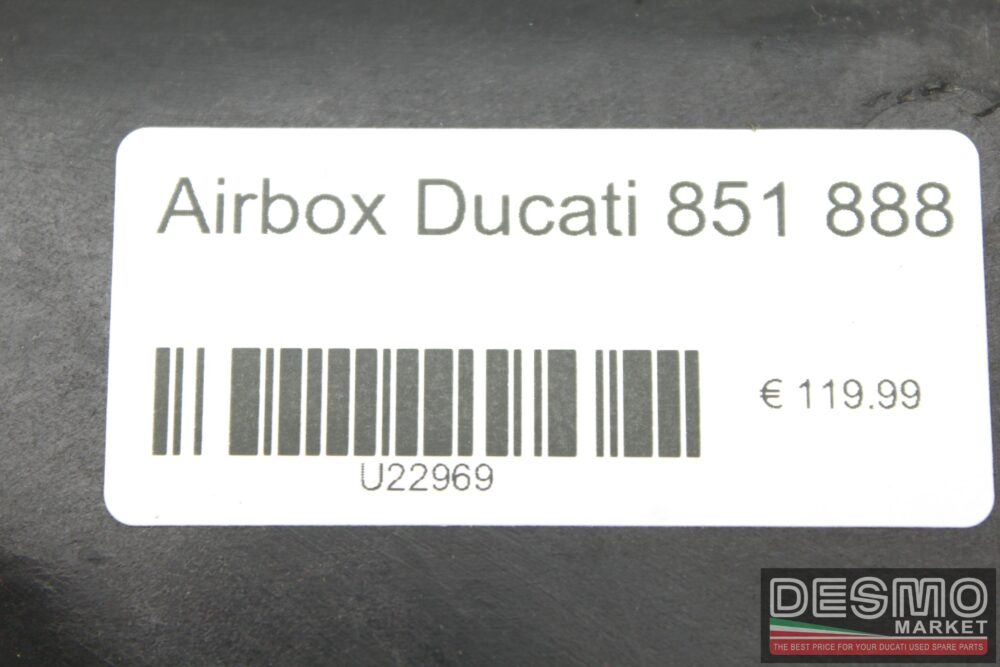 Airbox Ducati 851 888
€ 119.99
U22969
DESMO
MARKET
THE BEST PRICE FOR YOUR DUCATI USED SPARE PARTS